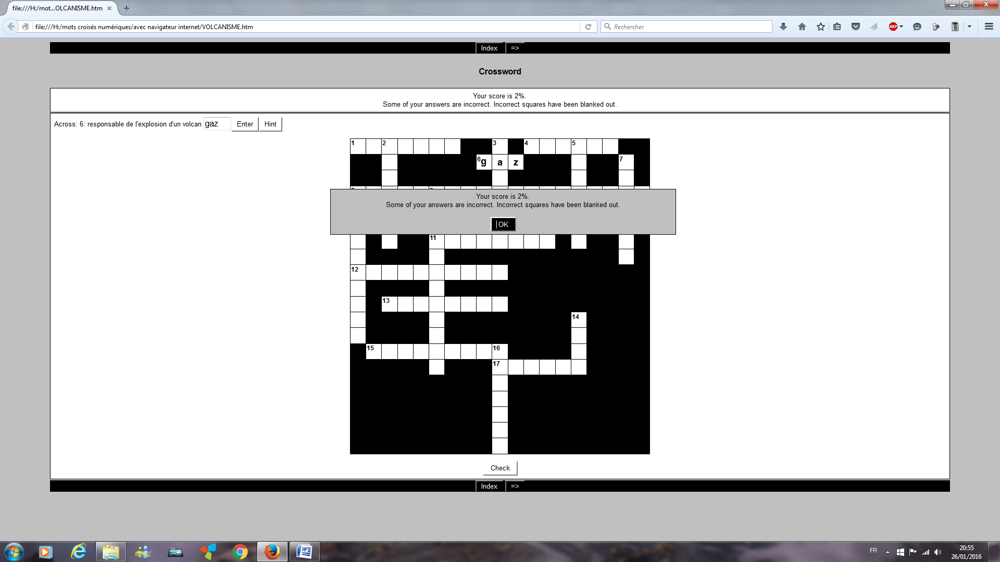 file:///H:/mot...OLCANISME.htm
file:///H:/mots croisés numériques/avec navigateur internet/VOLCANISME.htm
Rechercher
ABP
Index =>
Crossword
Your score is 2%.
Some of your answers are incorrect. Incorrect squares have been blanked out.
Across: 6: responsable de l'explosion d'un volcan gaz Enter Hint
1 2 3 4 5
6 g a z 7
Your score is 2%.
Some of your answers are incorrect. Incorrect squares have been blanked out.
OK
11
12
13
14
15 16
17
Check
Index =>
FR
20:55
26/01/2016